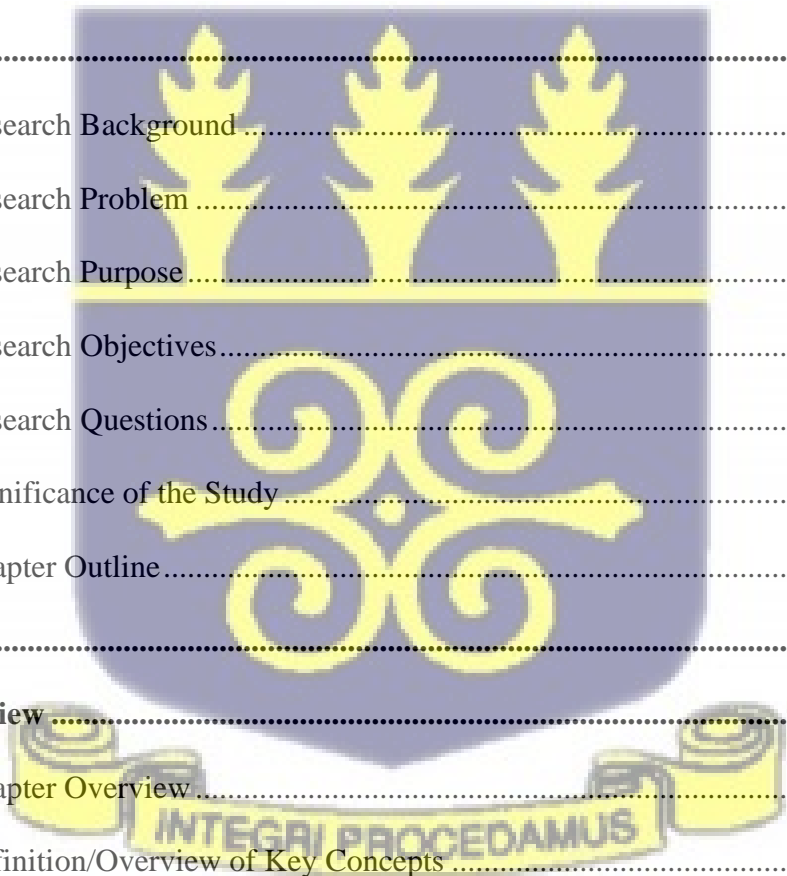 ................................................
search Background ................................................
search Problem ................................................
search Purpose ................................................
search Objectives ................................................
search Questions ................................................
nificance of the Study ................................................
apter Outline ................................................
................................................
iew ................................................
apter Overview ................................................
INTEGRI PROCEDAMUS
finition/Overview of Key Concepts ................................................